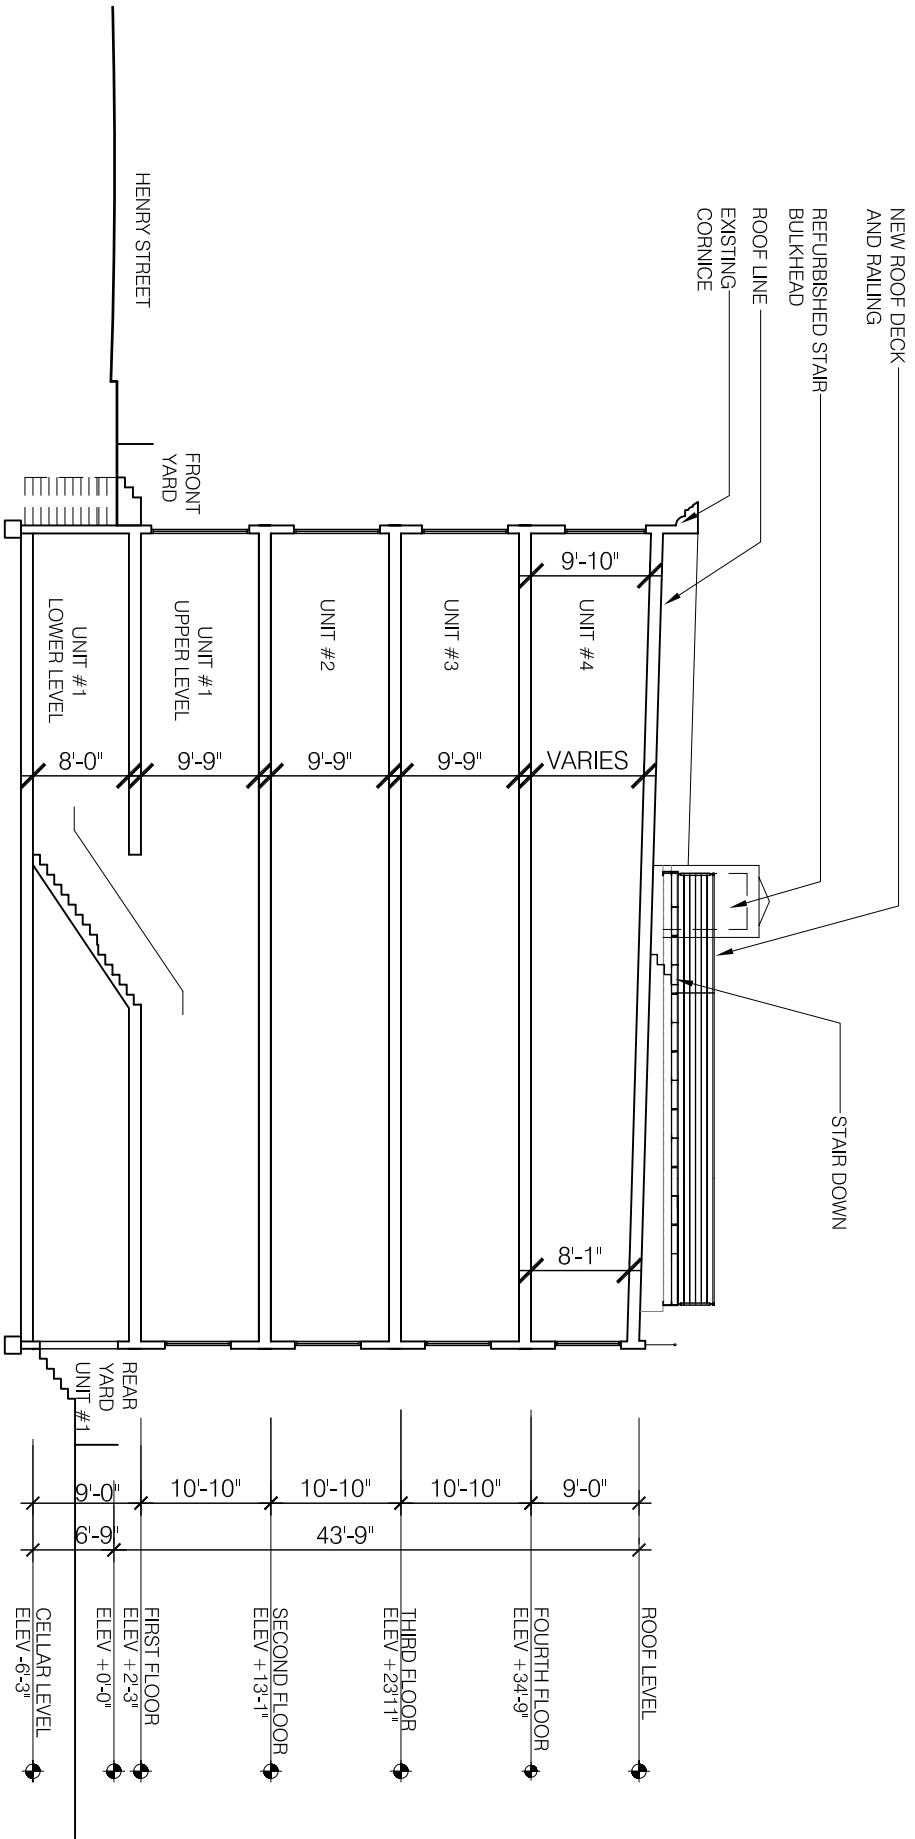 NEW ROOF DECK
AND RAILING
REFURBISHED STAIR
BULKHEAD
ROOF LINE
EXISTING
CORNICE
STAIR DOWN
HENRY STREET
FRONT
YARD
9'-10"
UNIT #4
UNIT #3
UNIT #2
UNIT #1
UPPER LEVEL
UNIT #1
LOWER LEVEL
8'-0"
9'-9"
9'-9"
9'-9"
VARIES
8'-1"
REAR
YARD
UNIT #1
9'-0"
10'-10"
10'-10"
10'-10"
9'-0"
6'-9"
43'-9"
ROOF LEVEL
FOURTH FLOOR
ELEV +34'-9"
THIRD FLOOR
ELEV +23'11"
SECOND FLOOR
ELEV +13'-1"
FIRST FLOOR
ELEV +2'-3"
ELEV +0'-0"
CELLAR LEVEL
ELEV -6'-3"